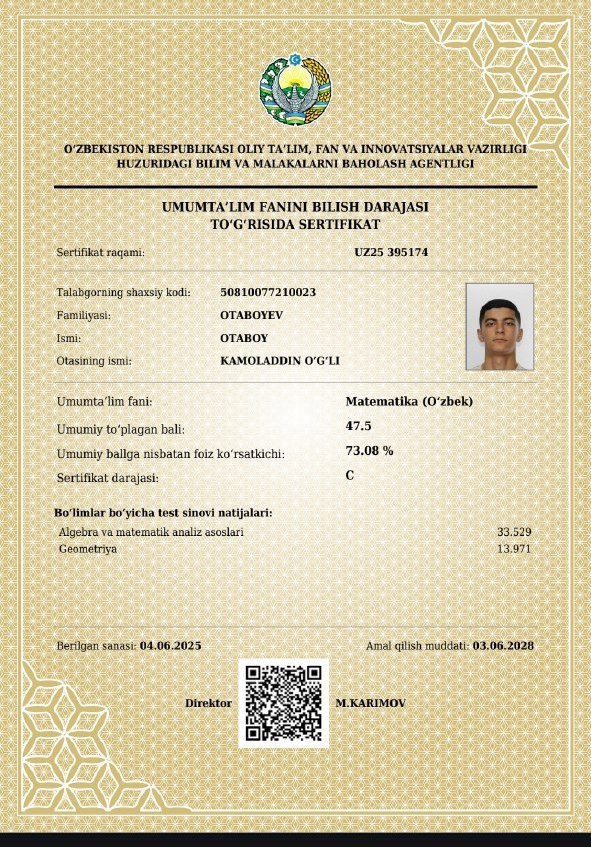 O‘ZBEKISTON RESPUBLIKASI OLIY TA’LIM, FAN VA INNOVATSIYALAR VAZIRLIGI
HUZURIDAGI BILIM VA MALAKALARNI BAHOLASH AGENTLIGI
UMUMTA’LIM FANINI BILISH DARAJASI
TO‘G‘RISIDA SERTIFIKAT
Sertifikat raqami: UZ25 395174
Talabgorning shaxsiy kodi: 50810077210023
Familiyasi: OTABOYEV
Ismi: OTABOY
Otasining ismi: KAMOLADDIN O‘G‘LI
Umumta’lim fani: Matematika (O‘zbek)
Umumiy to‘plagan bali: 47.5
Umumiy ballga nisbatan foiz ko‘rsatkichi: 73.08 %
Sertifikat darajasi: C
Bo‘limlar bo‘yicha test sinovi natijalari:
Algebra va matematik analiz asoslari 33.529
Geometriya 13.971
Berilgan sanasi: 04.06.2025 Amal qilish muddati: 03.06.2028
Direktor M.KARIMOV